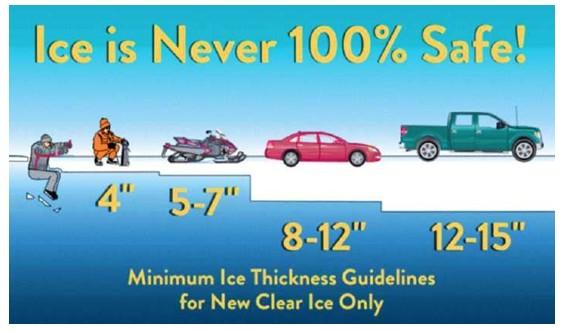 Ice is Never 100% Safe!
4"
5-7"
8-12"
12-15"
Minimum Ice Thickness Guidelines
for New Clear Ice Only